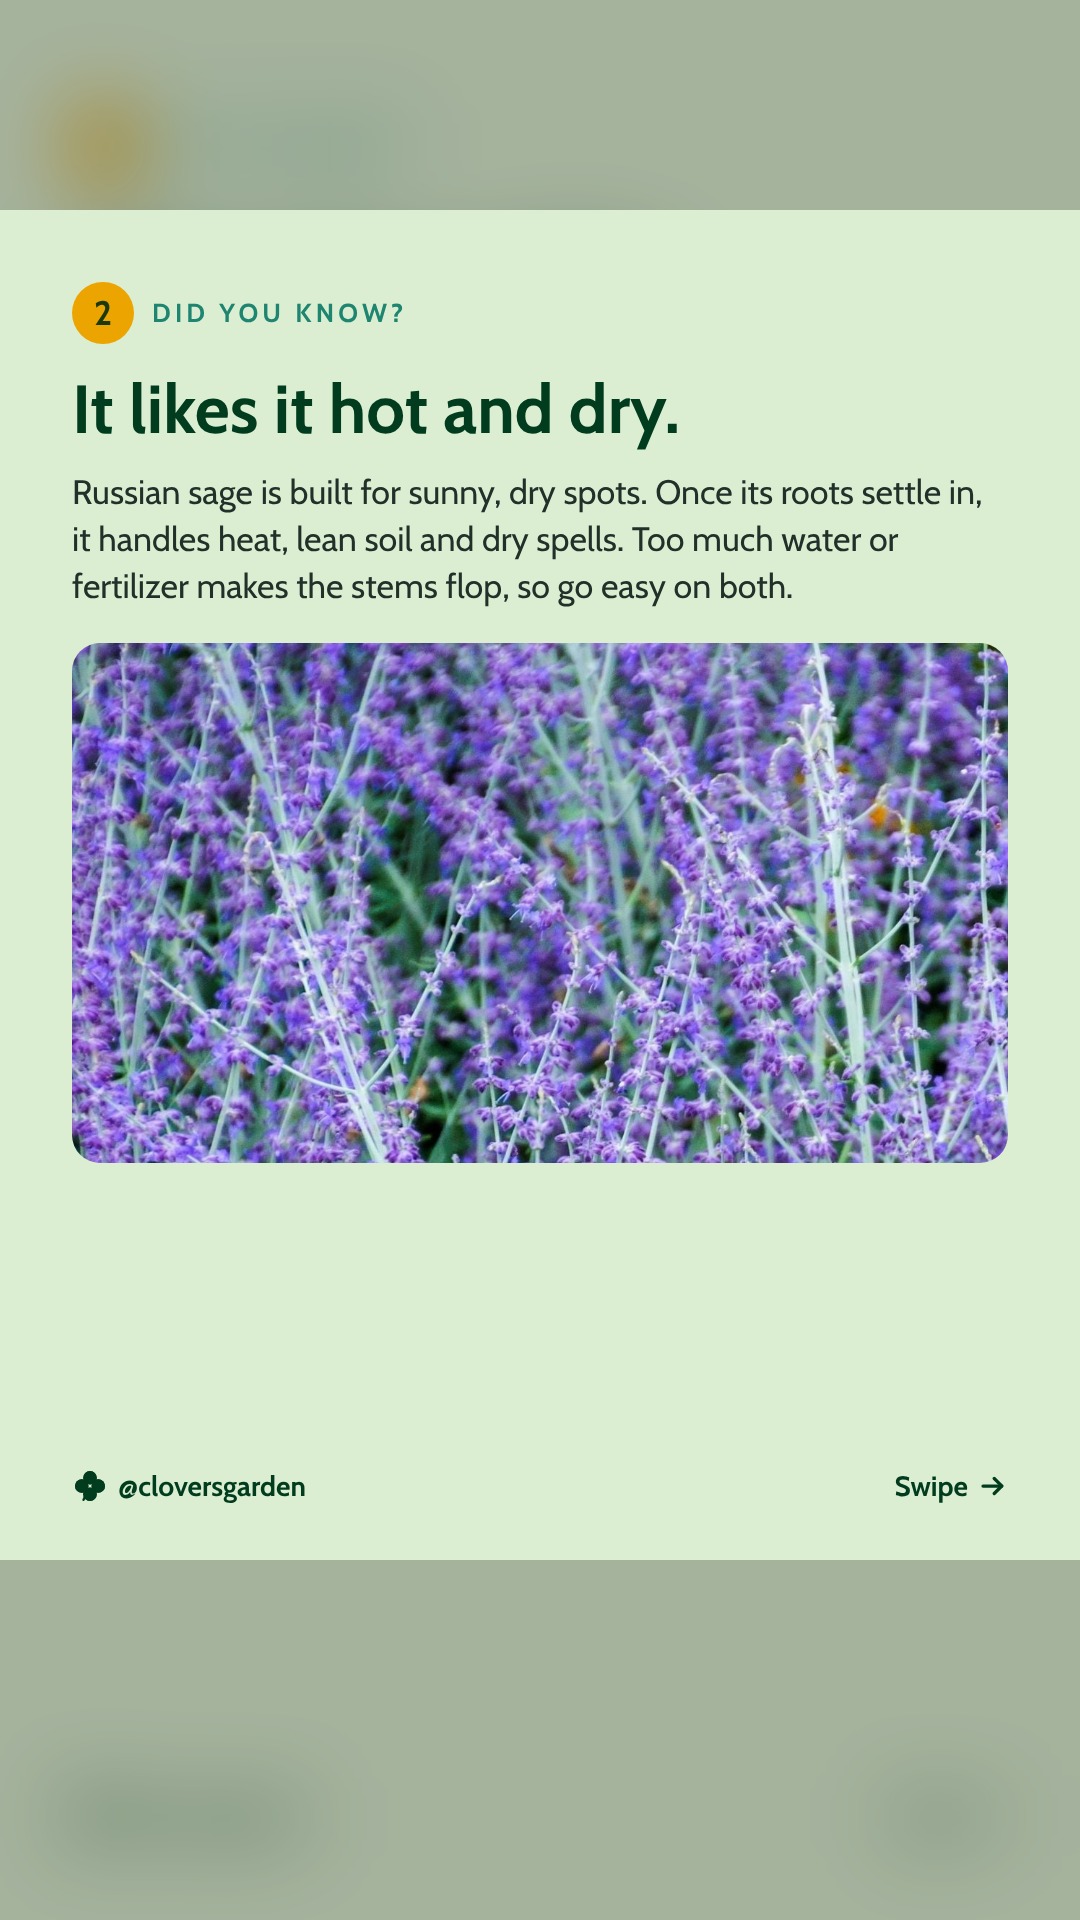 2
DID YOU KNOW?
It likes it hot and dry.
Russian sage is built for sunny, dry spots. Once its roots settle in,
it handles heat, lean soil and dry spells. Too much water or
fertilizer makes the stems flop, so go easy on both.
@cloversgarden
Swipe →